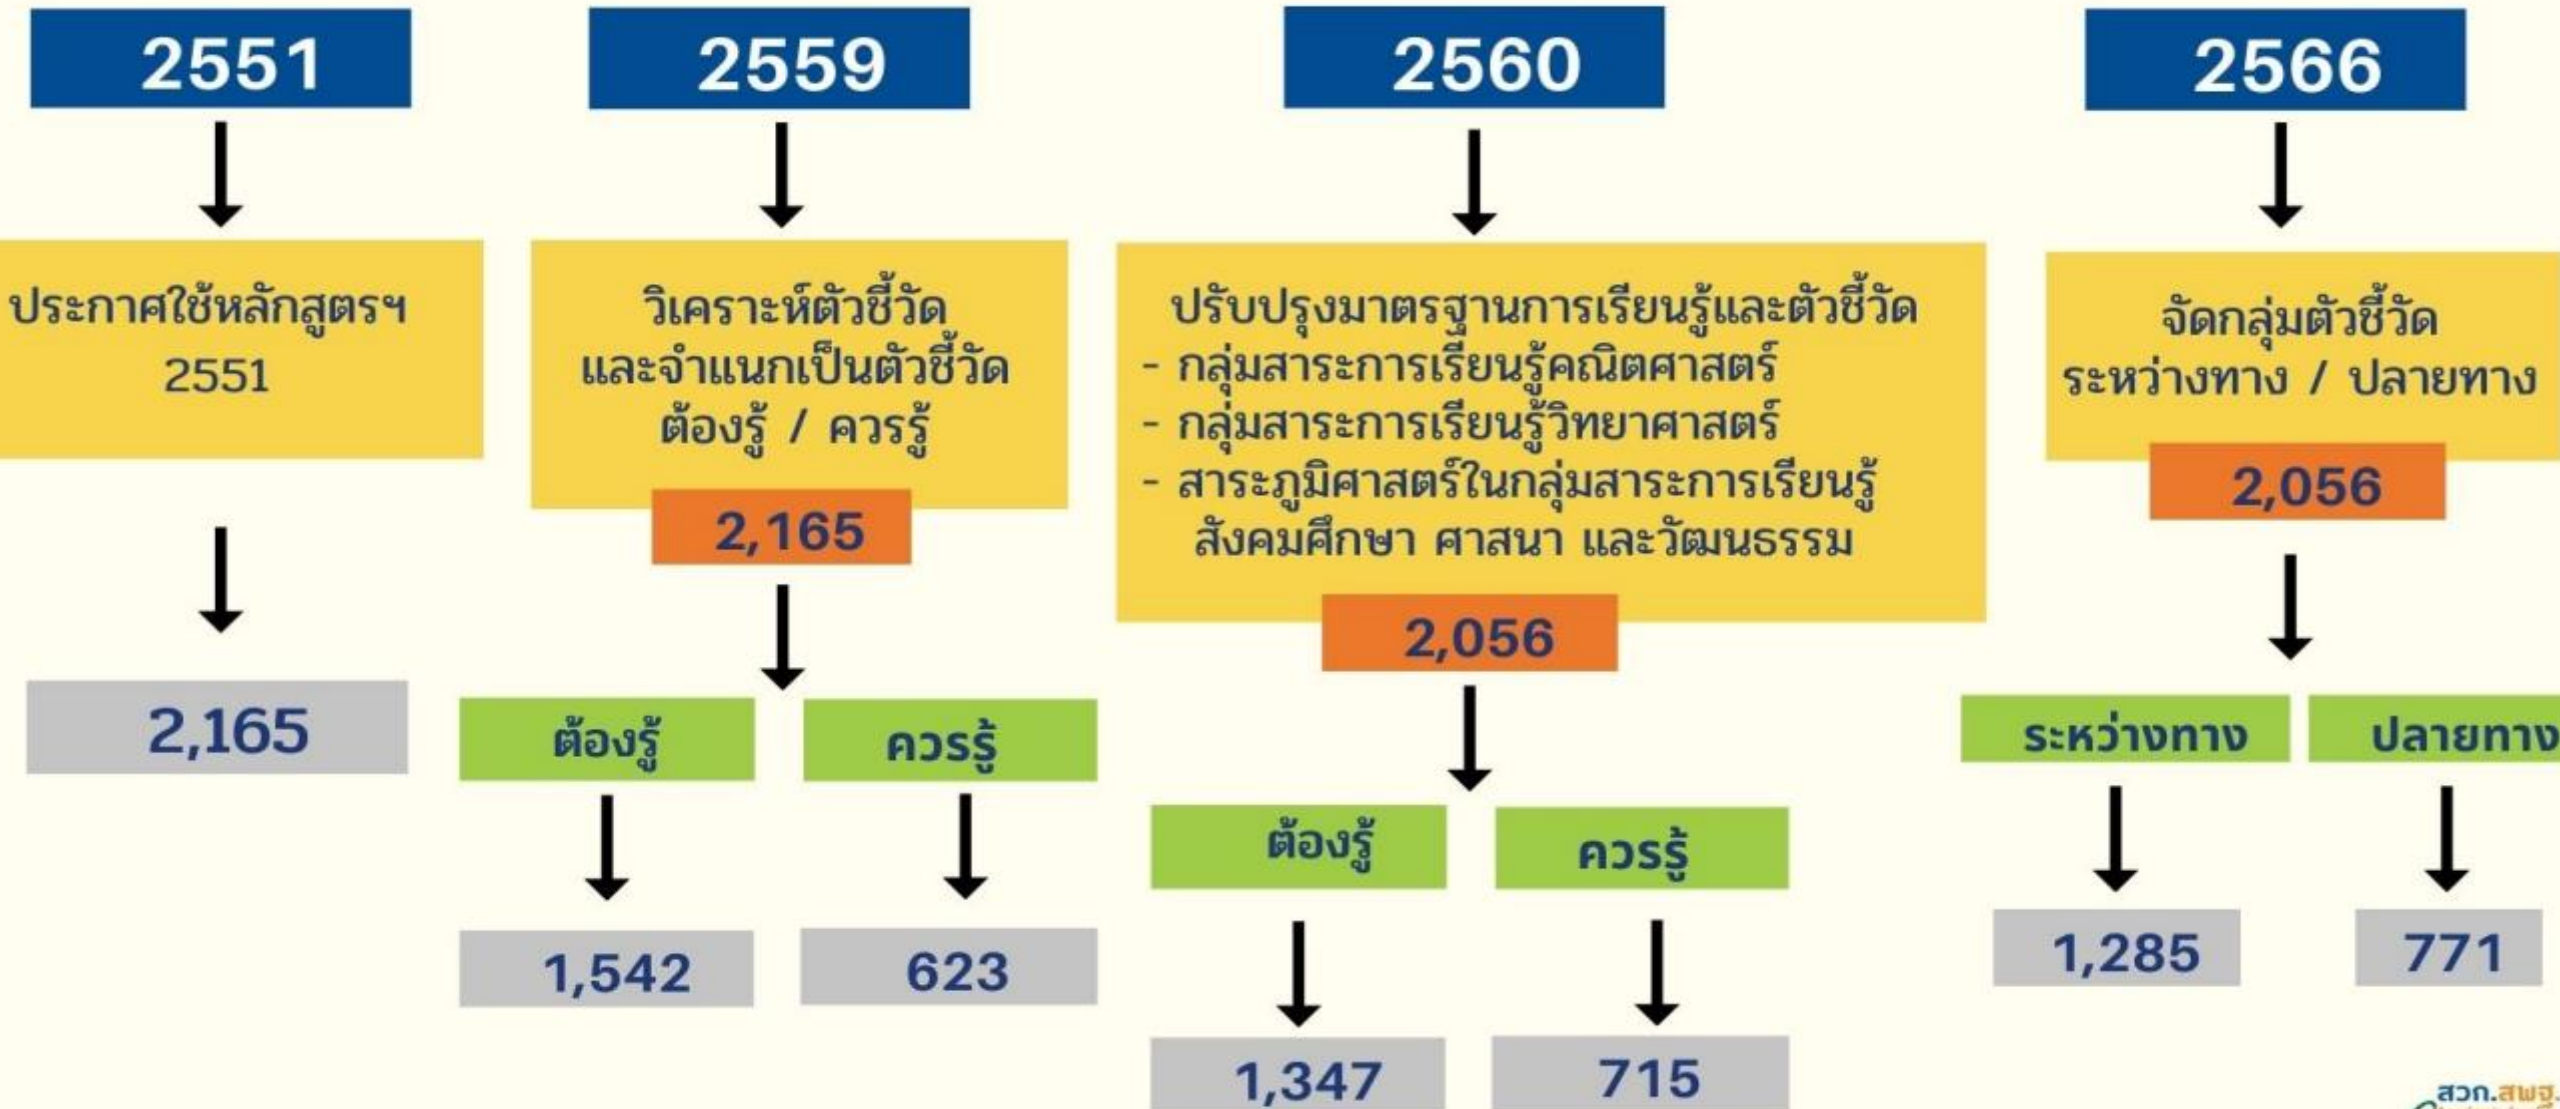 2551
ประกาศใช้หลักสูตรฯ
2551
2,165
2559
วิเคราะห์ตัวชี้วัด
และจำแนกเป็นตัวชี้วัด
ต้องรู้ / ควรรู้
2,165
ต้องรู้
ควรรู้
1,542
623
2560
ปรับปรุงมาตรฐานการเรียนรู้และตัวชี้วัด
- กลุ่มสาระการเรียนรู้คณิตศาสตร์
- กลุ่มสาระการเรียนรู้วิทยาศาสตร์
- สาระภูมิศาสตร์ในกลุ่มสาระการเรียนรู้
สังคมศึกษา ศาสนา และวัฒนธรรม
2,056
ต้องรู้
ควรรู้
1,347
715
2566
จัดกลุ่มตัวชี้วัด
ระหว่างทาง / ปลายทาง
2,056
ระหว่างทาง
ปลายทาง
1,285
771
สวก.สพฐ.